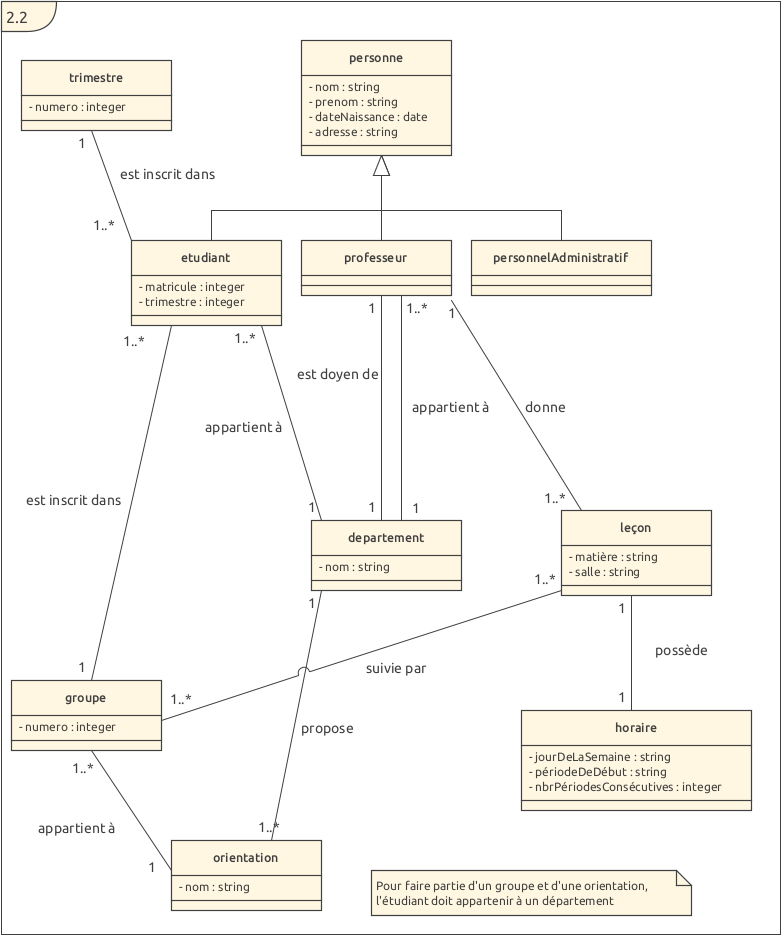 2.2
personne
- nom : string
- prenom : string
- dateNaissance : date
- adresse : string
trimestre
- numero : integer
1
est inscrit dans
1..*
etudiant
- matricule : integer
- trimestre : integer
professeur
personnelAdministratif
1..*
1..*
1
1..*
1
est doyen de
appartient à
appartient à
donne
est inscrit dans
1
1
1
1..*
departement
- nom : string
leçon
- matière : string
- salle : string
1..*
1
1
possède
suivie par
1
1
groupe
- numero : integer
1..*
propose
horaire
- jourDeLaSemaine : string
- périodeDeDébut : string
- nbrPériodesConsécutives : integer
1..*
appartient à
1..*
1
orientation
- nom : string
Pour faire partie d'un groupe et d'une orientation,
l'étudiant doit appartenir à un département